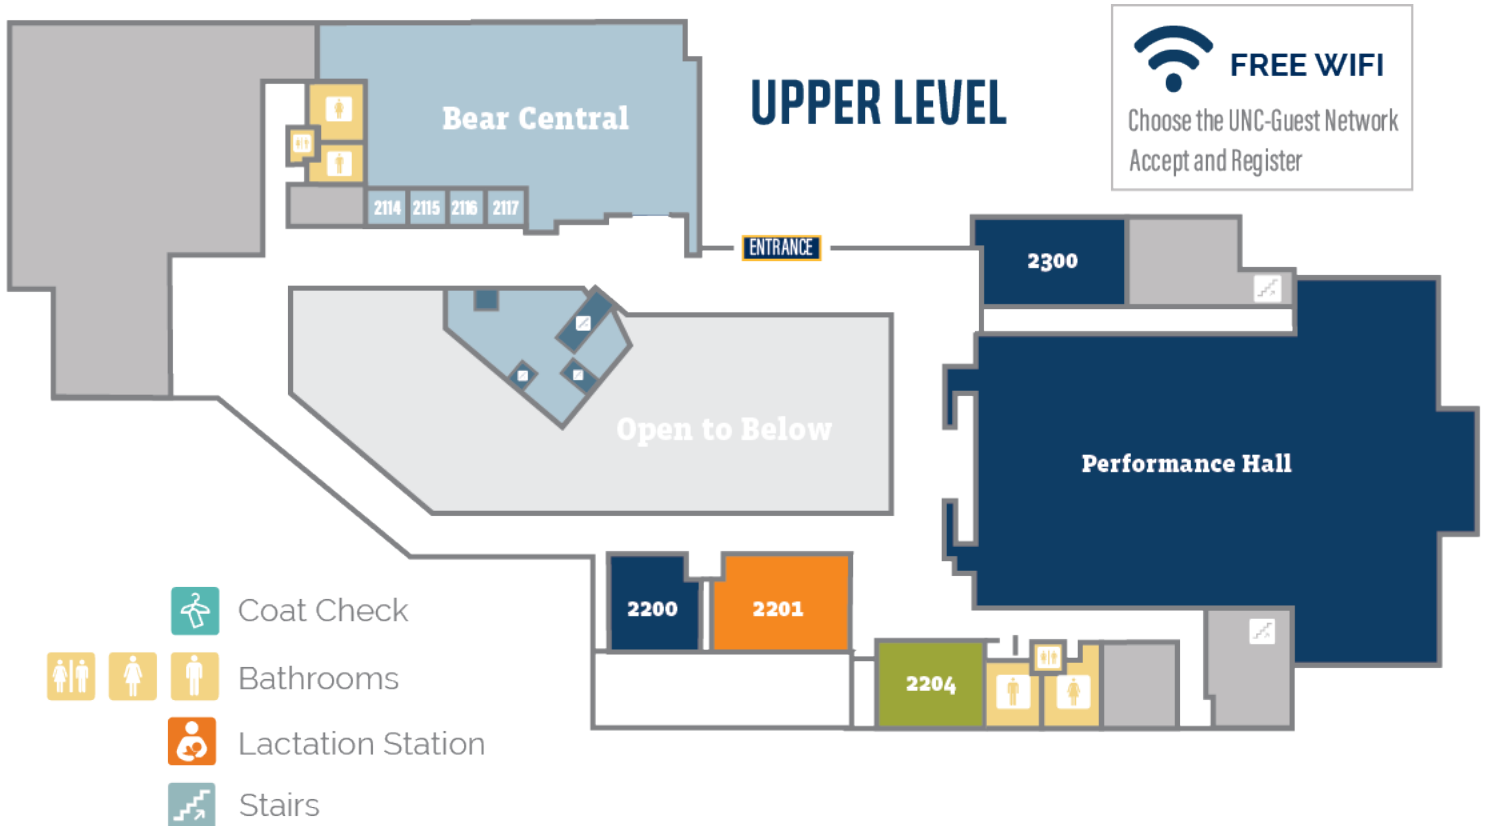 UPPER LEVEL
FREE WIFI
Choose the UNC-Guest Network
Accept and Register
Bear Central
2114
2115
2116
2117
ENTRANCE
2300
Open to Below
Performance Hall
2200
2201
2204
Coat Check
Bathrooms
Lactation Station
Stairs